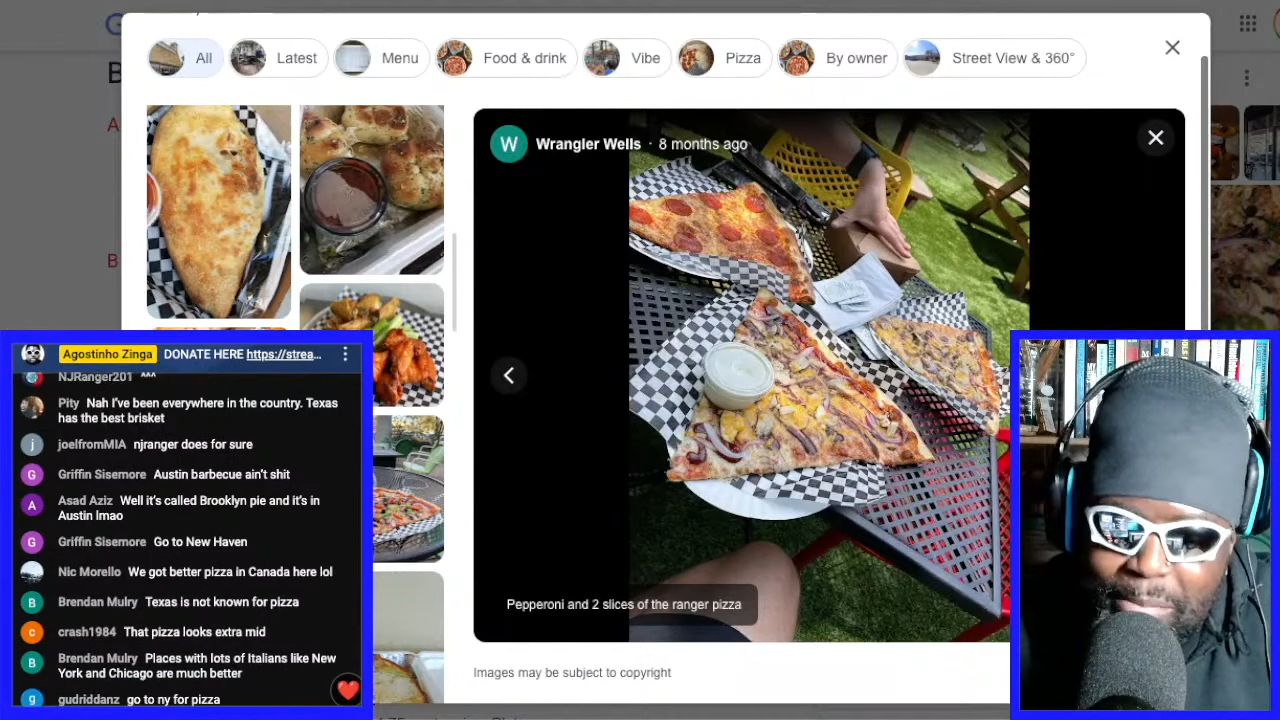 All
Latest
Menu
Food & drink
Vibe
Pizza
By owner
Street View & 360°
W
Wrangler Wells · 8 months ago
Pepperoni and 2 slices of the ranger pizza
Images may be subject to copyright
Agostinho Zinga DONATE HERE https://strea...
NJRanger201 ^^^
Pity Nah I've been everywhere in the country. Texas
has the best brisket
j
joelfromMIA njranger does for sure
G
Griffin Sisemore Austin barbecue ain't shit
A
Asad Aziz Well it's called Brooklyn pie and it's in
Austin lmao
G
Griffin Sisemore Go to New Haven
Nic Morello We got better pizza in Canada here lol
B
Brendan Mulry Texas is not known for pizza
c
crash1984 That pizza looks extra mid
B
Brendan Mulry Places with lots of Italians like New
York and Chicago are much better
g
gudriddanz go to ny for pizza